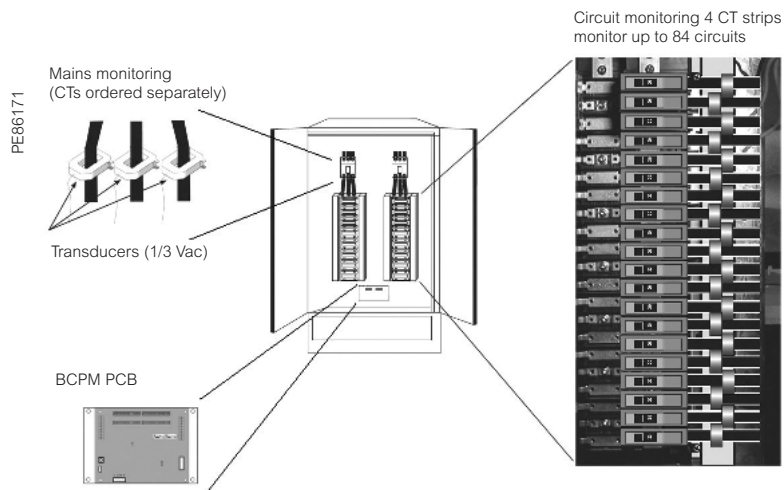 Circuit monitoring 4 CT strips
monitor up to 84 circuits
PE86171
Mains monitoring
(CTs ordered separately)
Transducers (1/3 Vac)
BCPM PCB